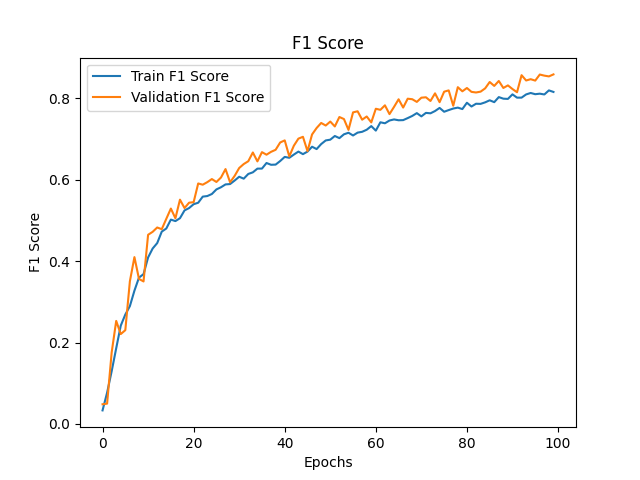 F1 Score
Train F1 Score
Validation F1 Score
F1 Score
0.8
0.6
0.4
0.2
0.0
0 20 40 60 80 100
Epochs